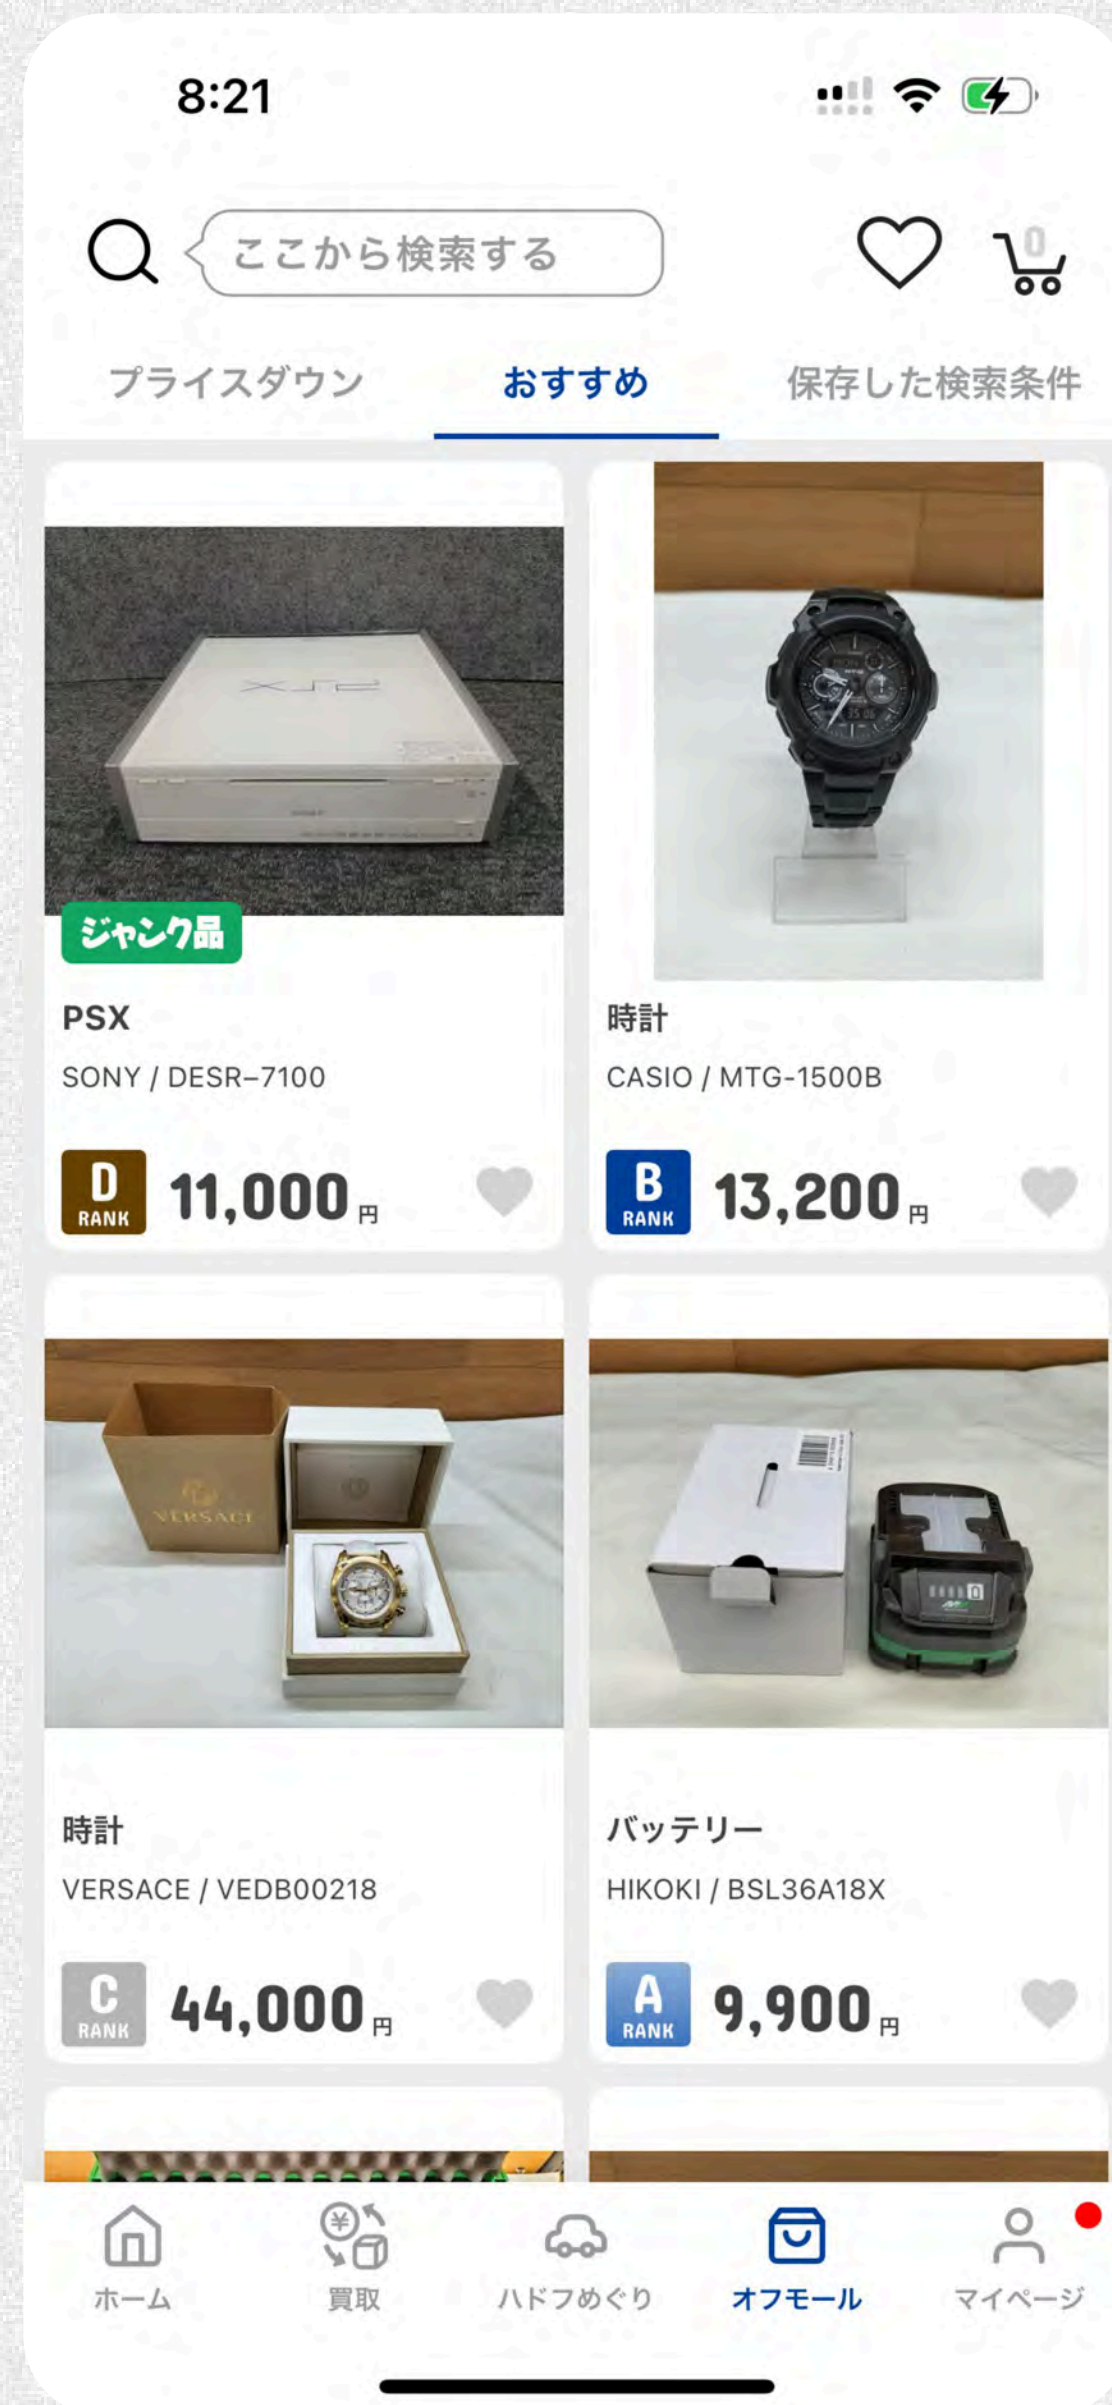 8:21
ここから検索する
0
プライスダウン
おすすめ
保存した検索条件
PSX
ジャンク品
PSX
SONY / DESR–7100
D
RANK
11,000円
時計
CASIO / MTG-1500B
B
RANK
13,200円
VERSACE
時計
VERSACE / VEDB00218
C
RANK
44,000円
バッテリー
HIKOKI / BSL36A18X
A
RANK
9,900円
ホーム
買取
ハドフめぐり
オフモール
マイページ